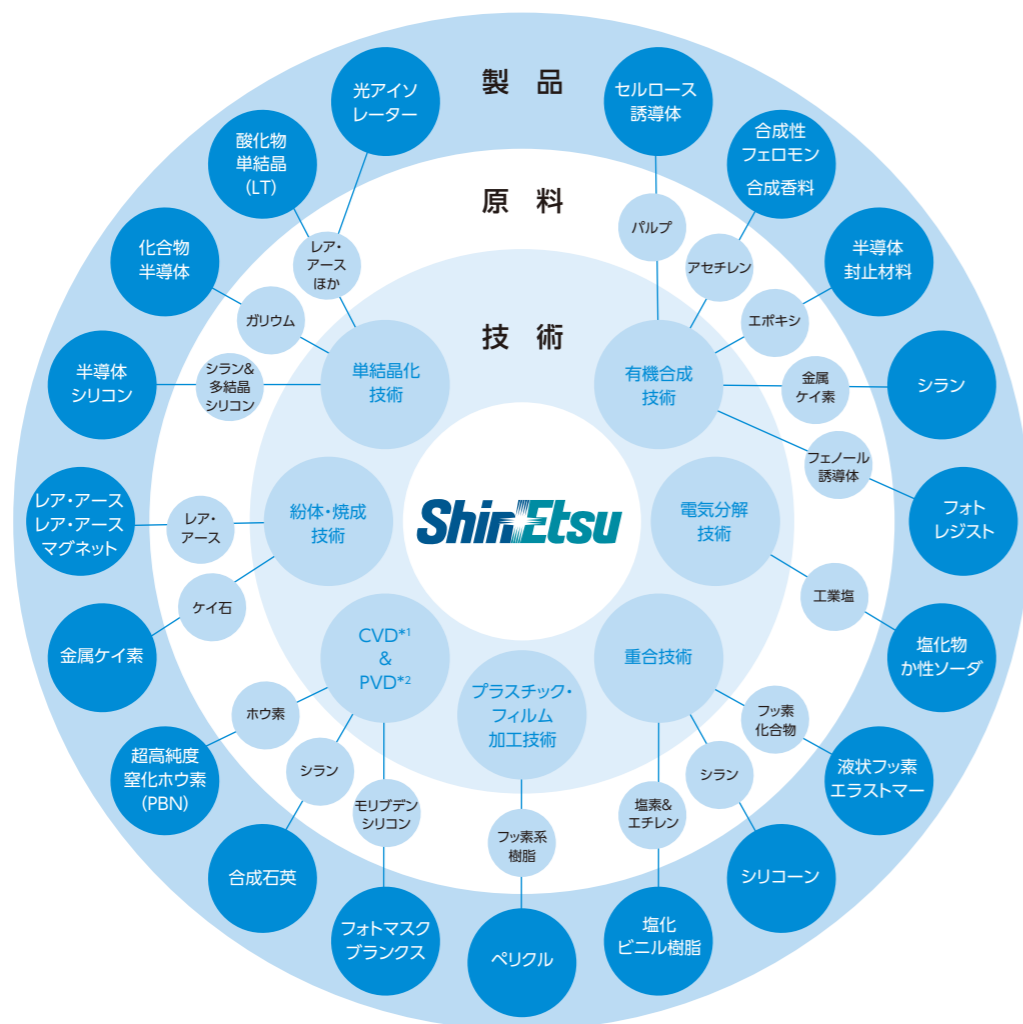 製 品
原 料
技 術
ShinEtsu
光アイソ
レーター
酸化物
単結晶
(LT)
レア・
アース
ほか
化合物
半導体
ガリウム
半導体
シリコン
シラン&
多結晶
シリコン
単結晶化
技術
レア・アース
レア・アース
マグネット
レア・
アース
紛体・焼成
技術
金属ケイ素
ケイ石
超高純度
窒化ホウ素
(PBN)
ホウ素
CVD*1
&
PVD*2
合成石英
シラン
フォトマスク
ブランクス
モリブデン
シリコン
プラスチック・
フィルム
加工技術
フッ素系
樹脂
ペリクル
セルロース
誘導体
パルプ
合成性
フェロモン
合成香料
アセチレン
半導体
封止材料
エポキシ
有機合成
技術
金属
ケイ素
シラン
フェノール
誘導体
フォト
レジスト
電気分解
技術
工業塩
塩化物
か性ソーダ
重合技術
フッ素
化合物
液状フッ素
エラストマー
シラン
シリコーン
塩素&
エチレン
塩化
ビニル樹脂